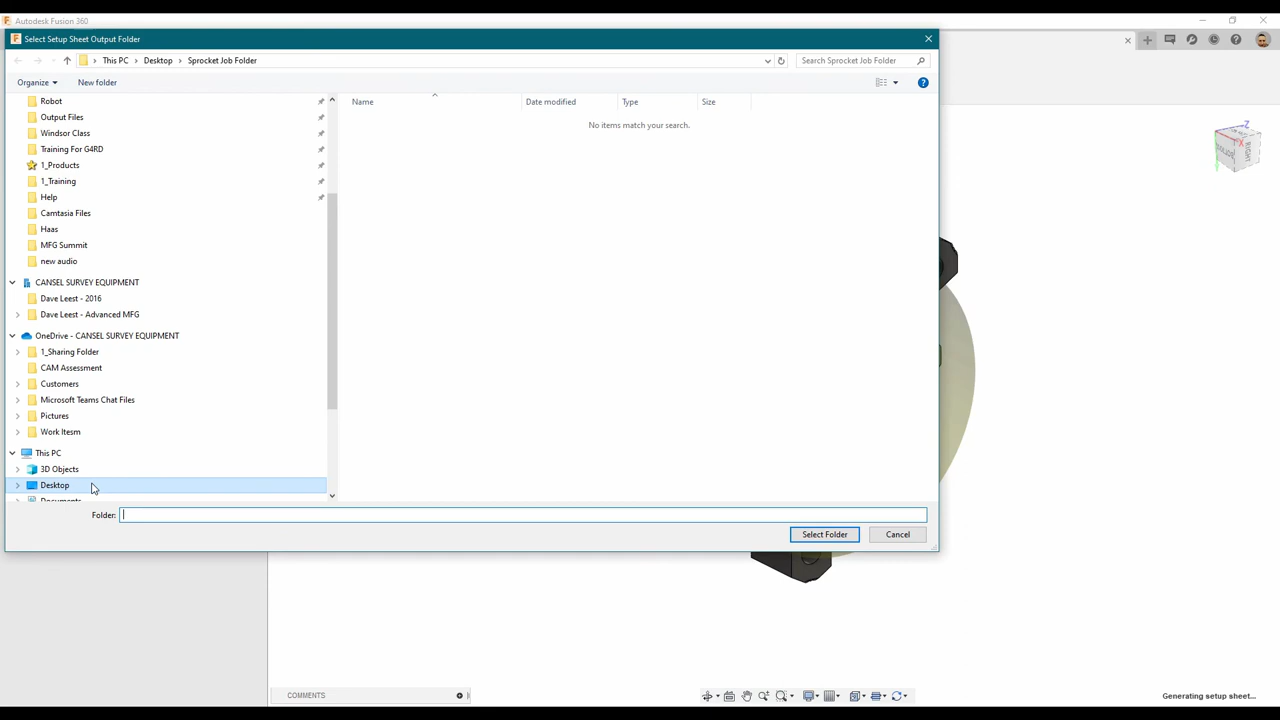 Autodesk Fusion 360
Select Setup Sheet Output Folder
This PC > Desktop > Sprocket Job Folder
Search Sprocket Job Folder
Organize
New folder
Robot
Output Files
Windsor Class
Training For G4RD
1_Products
1_Training
Help
Camtasia Files
Haas
MFG Summit
new audio
CANSEL SURVEY EQUIPMENT
Dave Leest - 2016
Dave Leest - Advanced MFG
OneDrive - CANSEL SURVEY EQUIPMENT
1_Sharing Folder
CAM Assessment
Customers
Microsoft Teams Chat Files
Pictures
Work Itesm
This PC
3D Objects
Desktop
Documents
Name
Date modified
Type
Size
No items match your search.
Folder:
Select Folder
Cancel
Z
X
RIGHT
COMMENTS
Generating setup sheet...